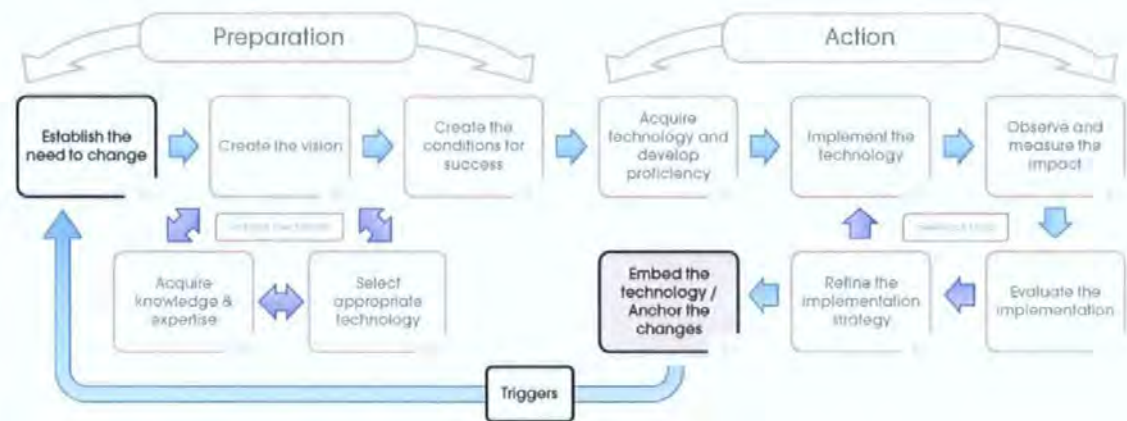 Preparation
Action
Establish the
need to change
Create the vision
Create the
conditions for
success
Acquire
technology and
develop
proficiency
Implement the
technology
Observe and
measure the
impact
Acquire
knowledge &
expertise
Select
appropriate
technology
Embed the
technology /
Anchor the
changes
Refine the
implementation
strategy
Evaluate the
implementation
Triggers